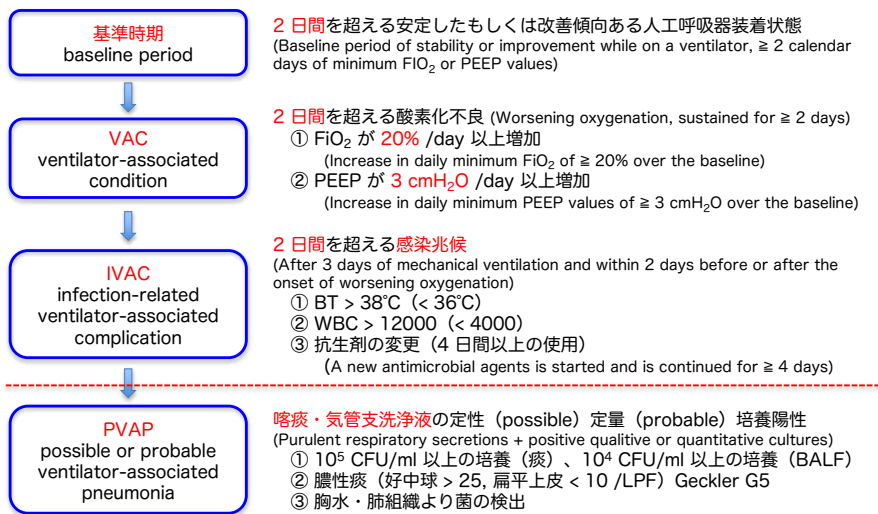 基準時期
baseline period
2 日間を超える安定したもしくは改善傾向ある人工呼吸器装着状態
(Baseline period of stability or improvement while on a ventilator, ≧ 2 calendar
days of minimum FIO₂ or PEEP values)
VAC
ventilator-associated
condition
2 日間を超える酸素化不良 (Worsening oxygenation, sustained for ≧ 2 days)
① FiO₂ が 20% /day 以上増加
(Increase in daily minimum FiO₂ of ≧ 20% over the baseline)
② PEEP が 3 cmH₂O /day 以上増加
(Increase in daily minimum PEEP values of ≧ 3 cmH₂O over the baseline)
IVAC
infection-related
ventilator-associated
complication
2 日間を超える感染兆候
(After 3 days of mechanical ventilation and within 2 days before or after the
onset of worsening oxygenation)
① BT > 38℃（< 36℃）
② WBC > 12000（< 4000）
③ 抗生剤の変更（4 日間以上の使用）
(A new antimicrobial agents is started and is continued for ≧ 4 days)
PVAP
possible or probable
ventilator-associated
pneumonia
喀痰・気管支洗浄液の定性（possible）定量（probable）培養陽性
(Purulent respiratory secretions + positive qualitive or quantitative cultures)
① 10⁵ CFU/ml 以上の培養（痰）、10⁴ CFU/ml 以上の培養（BALF）
② 膿性痰（好中球 > 25, 扁平上皮 < 10 /LPF）Geckler G5
③ 胸水・肺組織より菌の検出